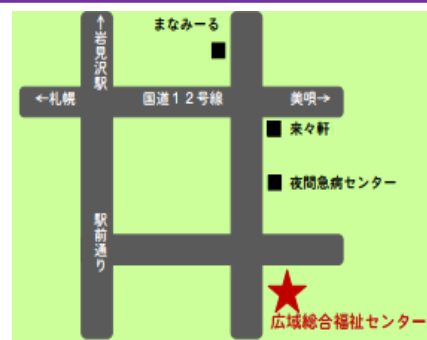 ↑岩見沢駅
まなみーる
←札幌
国道12号線
美唄→
来々軒
夜間急病センター
駅前通り
広域総合福祉センター